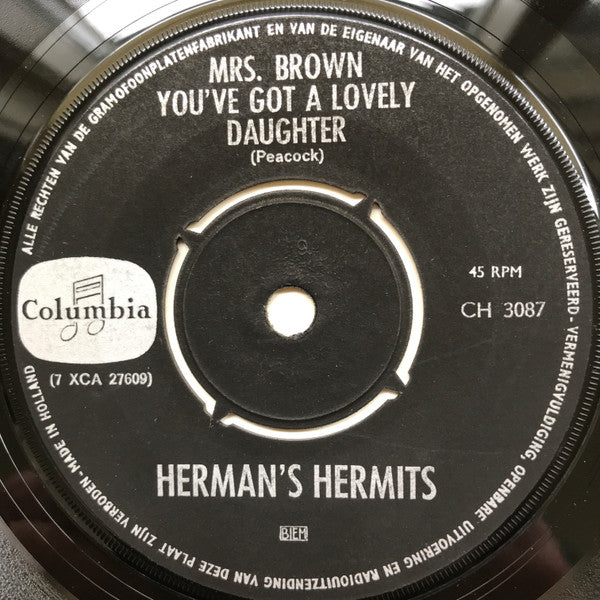 ALLE RECHTEN VAN DE GRAMOFOONPLATENFABRIKANT EN VAN DE EIGENAAR VAN HET OPGENOMEN WERK ZIJN GERESERVEERD - VERMENIGVULDIGING, OPENBARE UITVOERING EN RADIOUITZENDING VAN DEZE PLAAT ZIJN VERBODEN - MADE IN HOLLAND
MRS. BROWN
YOU'VE GOT A LOVELY
DAUGHTER
(Peacock)
Columbia
(7 XCA 27609)
45 RPM
CH 3087
HERMAN'S HERMITS
BIEM